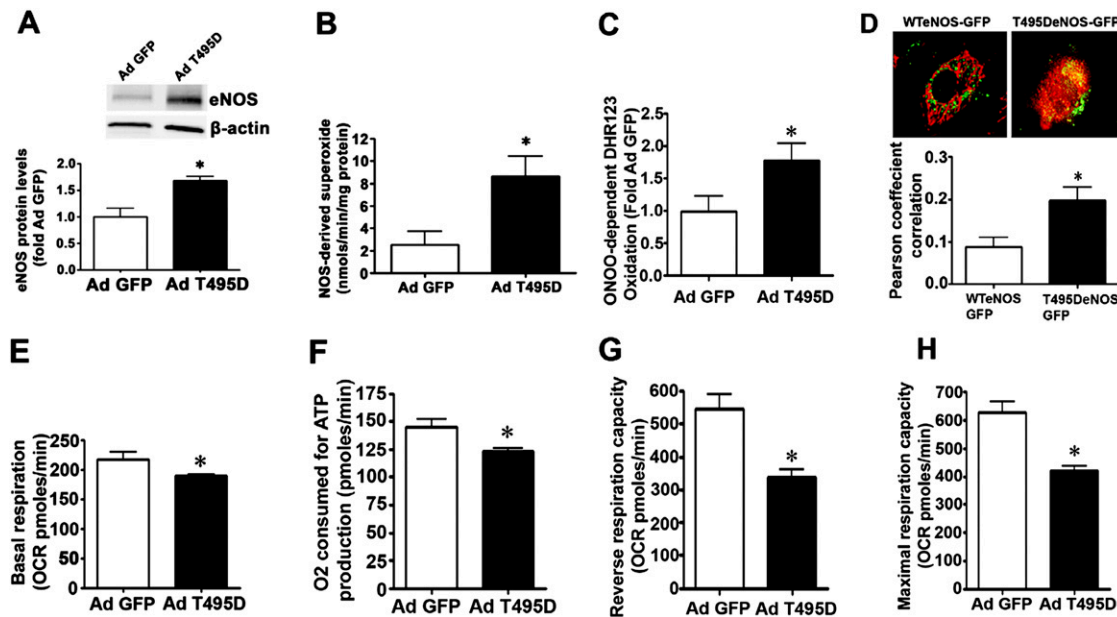 A
Ad GFP
Ad T495D
eNOS
β-actin
eNOS protein levels
(fold Ad GFP)
2.0
1.5
1.0
0.5
0.0
Ad GFP Ad T495D
B
NOS-derived superoxide
(nmols/min/mg protein)
14
12
10
8
6
4
2
0
Ad GFP Ad T495D
C
ONOO-dependent DHR123
Oxidation (Fold Ad GFP)
2.5
2.0
1.5
1.0
0.5
0.0
Ad GFP Ad T495D
D
WTeNOS-GFP T495DeNOS-GFP
Pearson coeffecient
correlation
0.3
0.2
0.1
0.0
WTeNOS T495DeNOS
GFP GFP
E
Basal respiration
(OCR pmoles/min)
250
200
150
100
50
0
Ad GFP Ad T495D
F
O2 consumed for ATP
production (pmoles/min)
175
150
125
100
75
50
25
0
Ad GFP Ad T495D
G
Reverse respiration capacity
(OCR pmoles/min)
600
500
400
300
200
100
0
Ad GFP Ad T495D
H
Maximal respiration capacity
(OCR pmoles/min)
700
600
500
400
300
200
100
0
Ad GFP Ad T495D